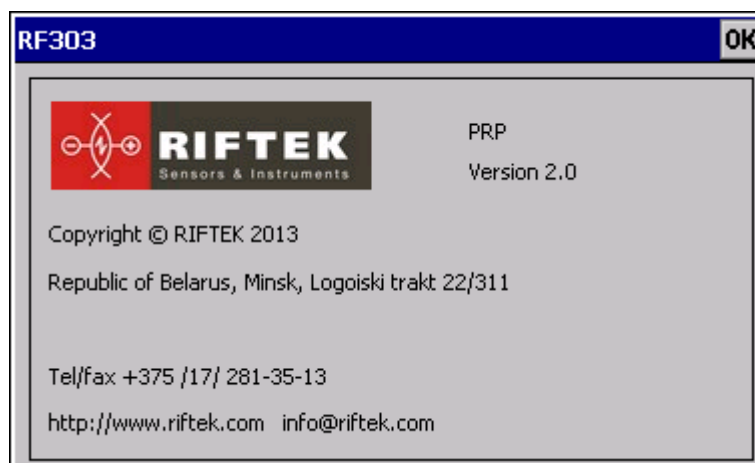 RF303 OK
RIFTEK
Sensors & Instruments
PRP
Version 2.0
Copyright © RIFTEK 2013
Republic of Belarus, Minsk, Logoiski trakt 22/311
Tel/fax +375 /17/ 281-35-13
http://www.riftek.com info@riftek.com